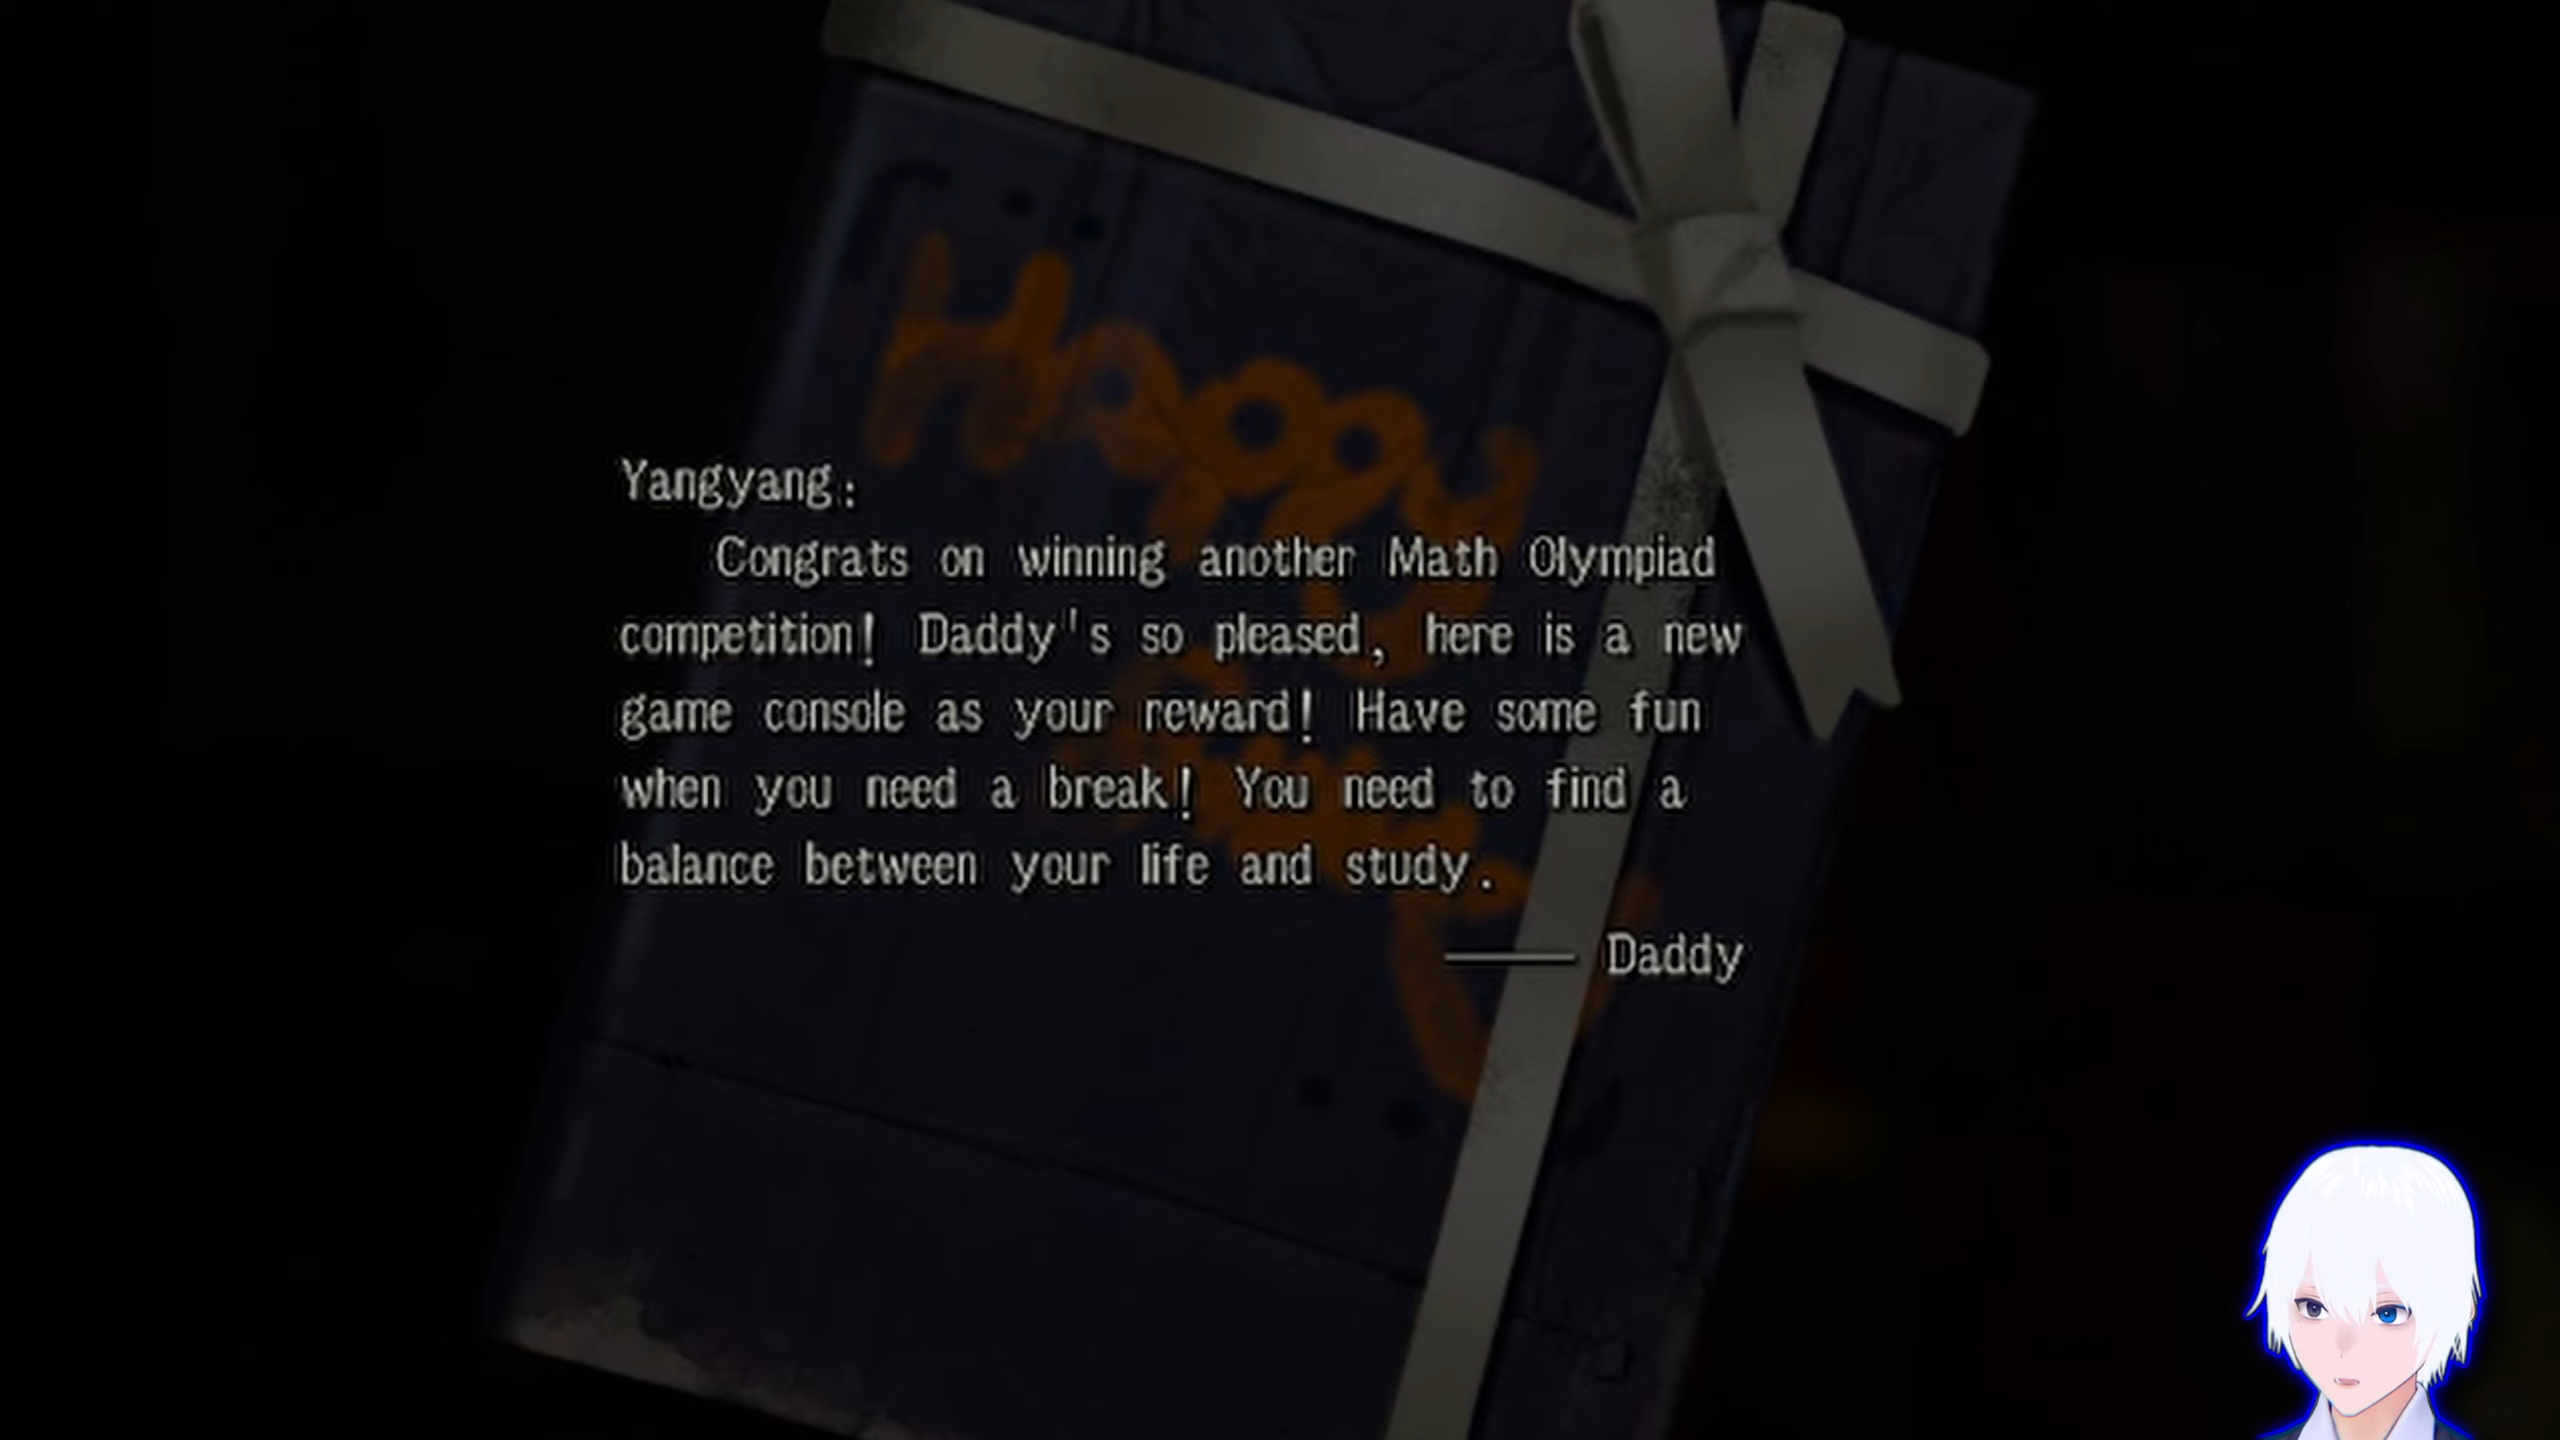 Happy
Yangyang:
Congrats on winning another Math Olympiad
competition! Daddy's so pleased, here is a new
game console as your reward! Have some fun
when you need a break! You need to find a
balance between your life and study.
—— Daddy